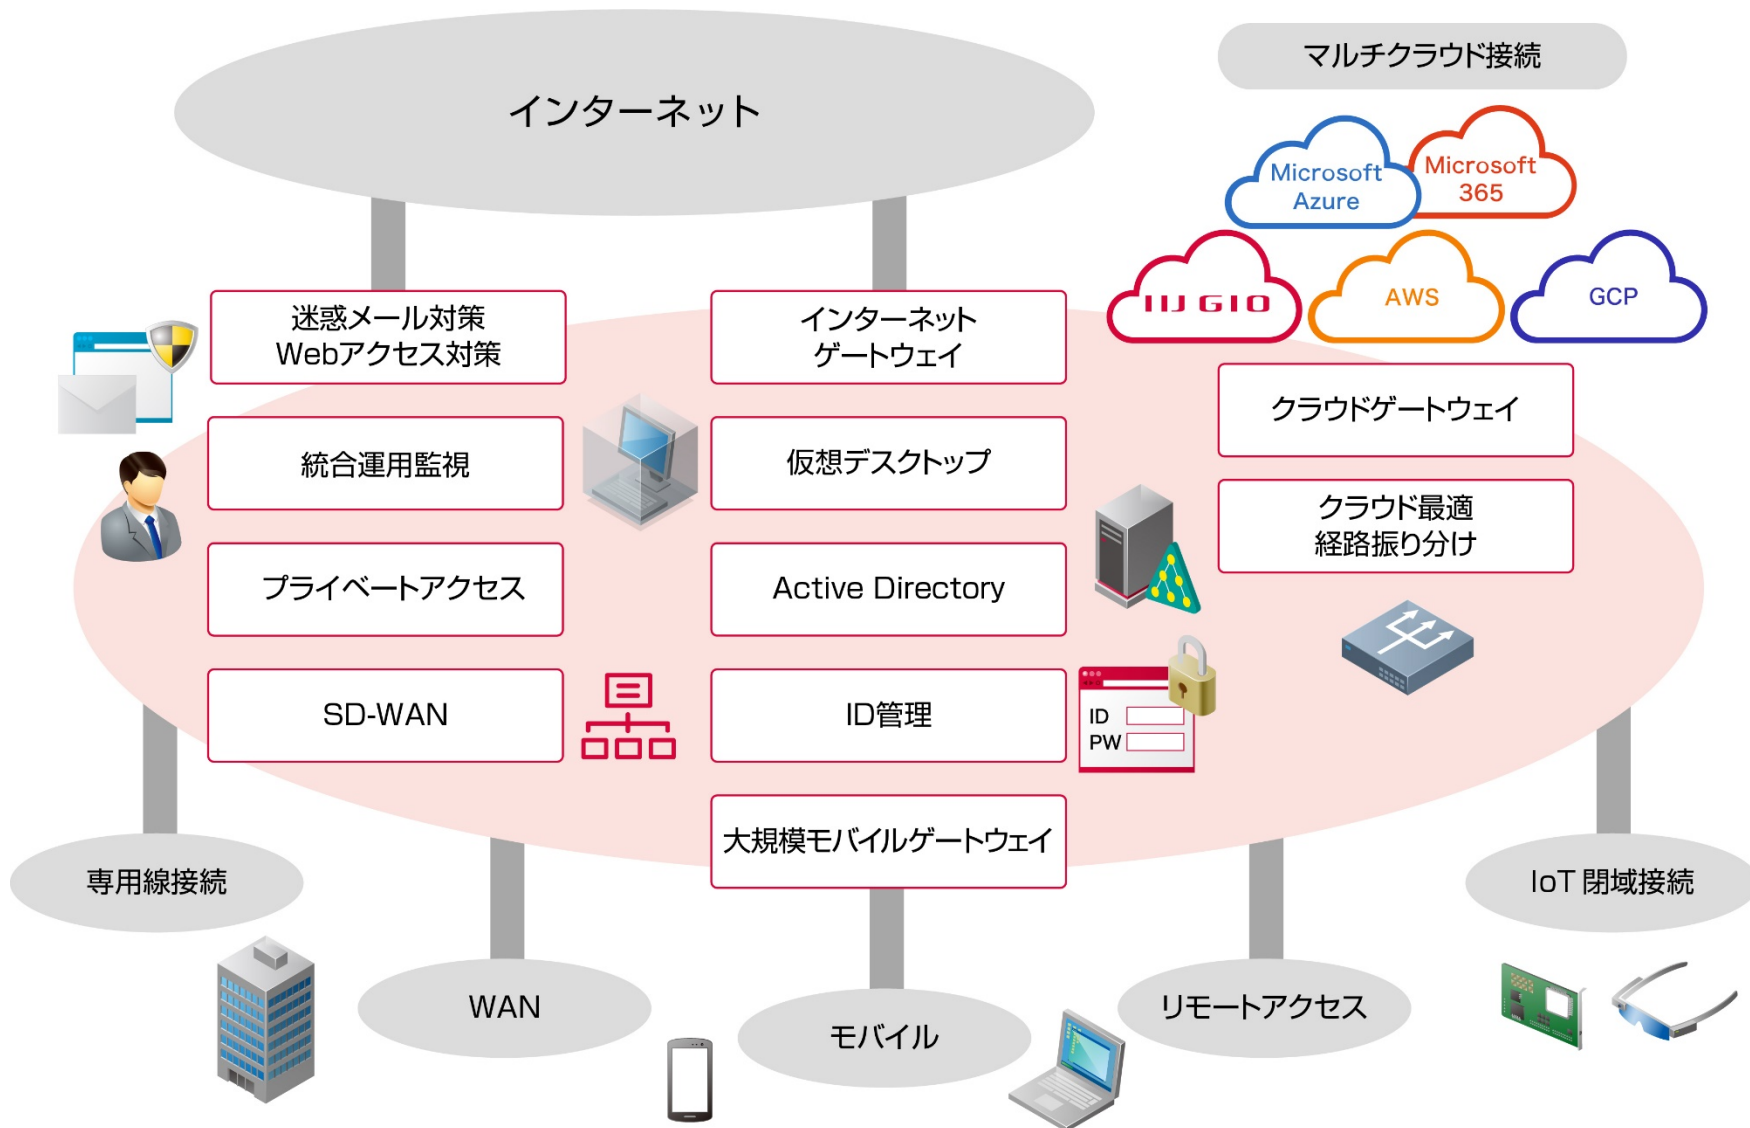 インターネット
マルチクラウド接続
Microsoft
Azure
Microsoft
365
IIJ GIO
AWS
GCP
迷惑メール対策
Webアクセス対策
インターネット
ゲートウェイ
クラウドゲートウェイ
統合運用監視
仮想デスクトップ
クラウド最適
経路振り分け
プライベートアクセス
Active Directory
SD-WAN
ID管理
ID
PW
大規模モバイルゲートウェイ
専用線接続
IoT 閉域接続
WAN
モバイル
リモートアクセス